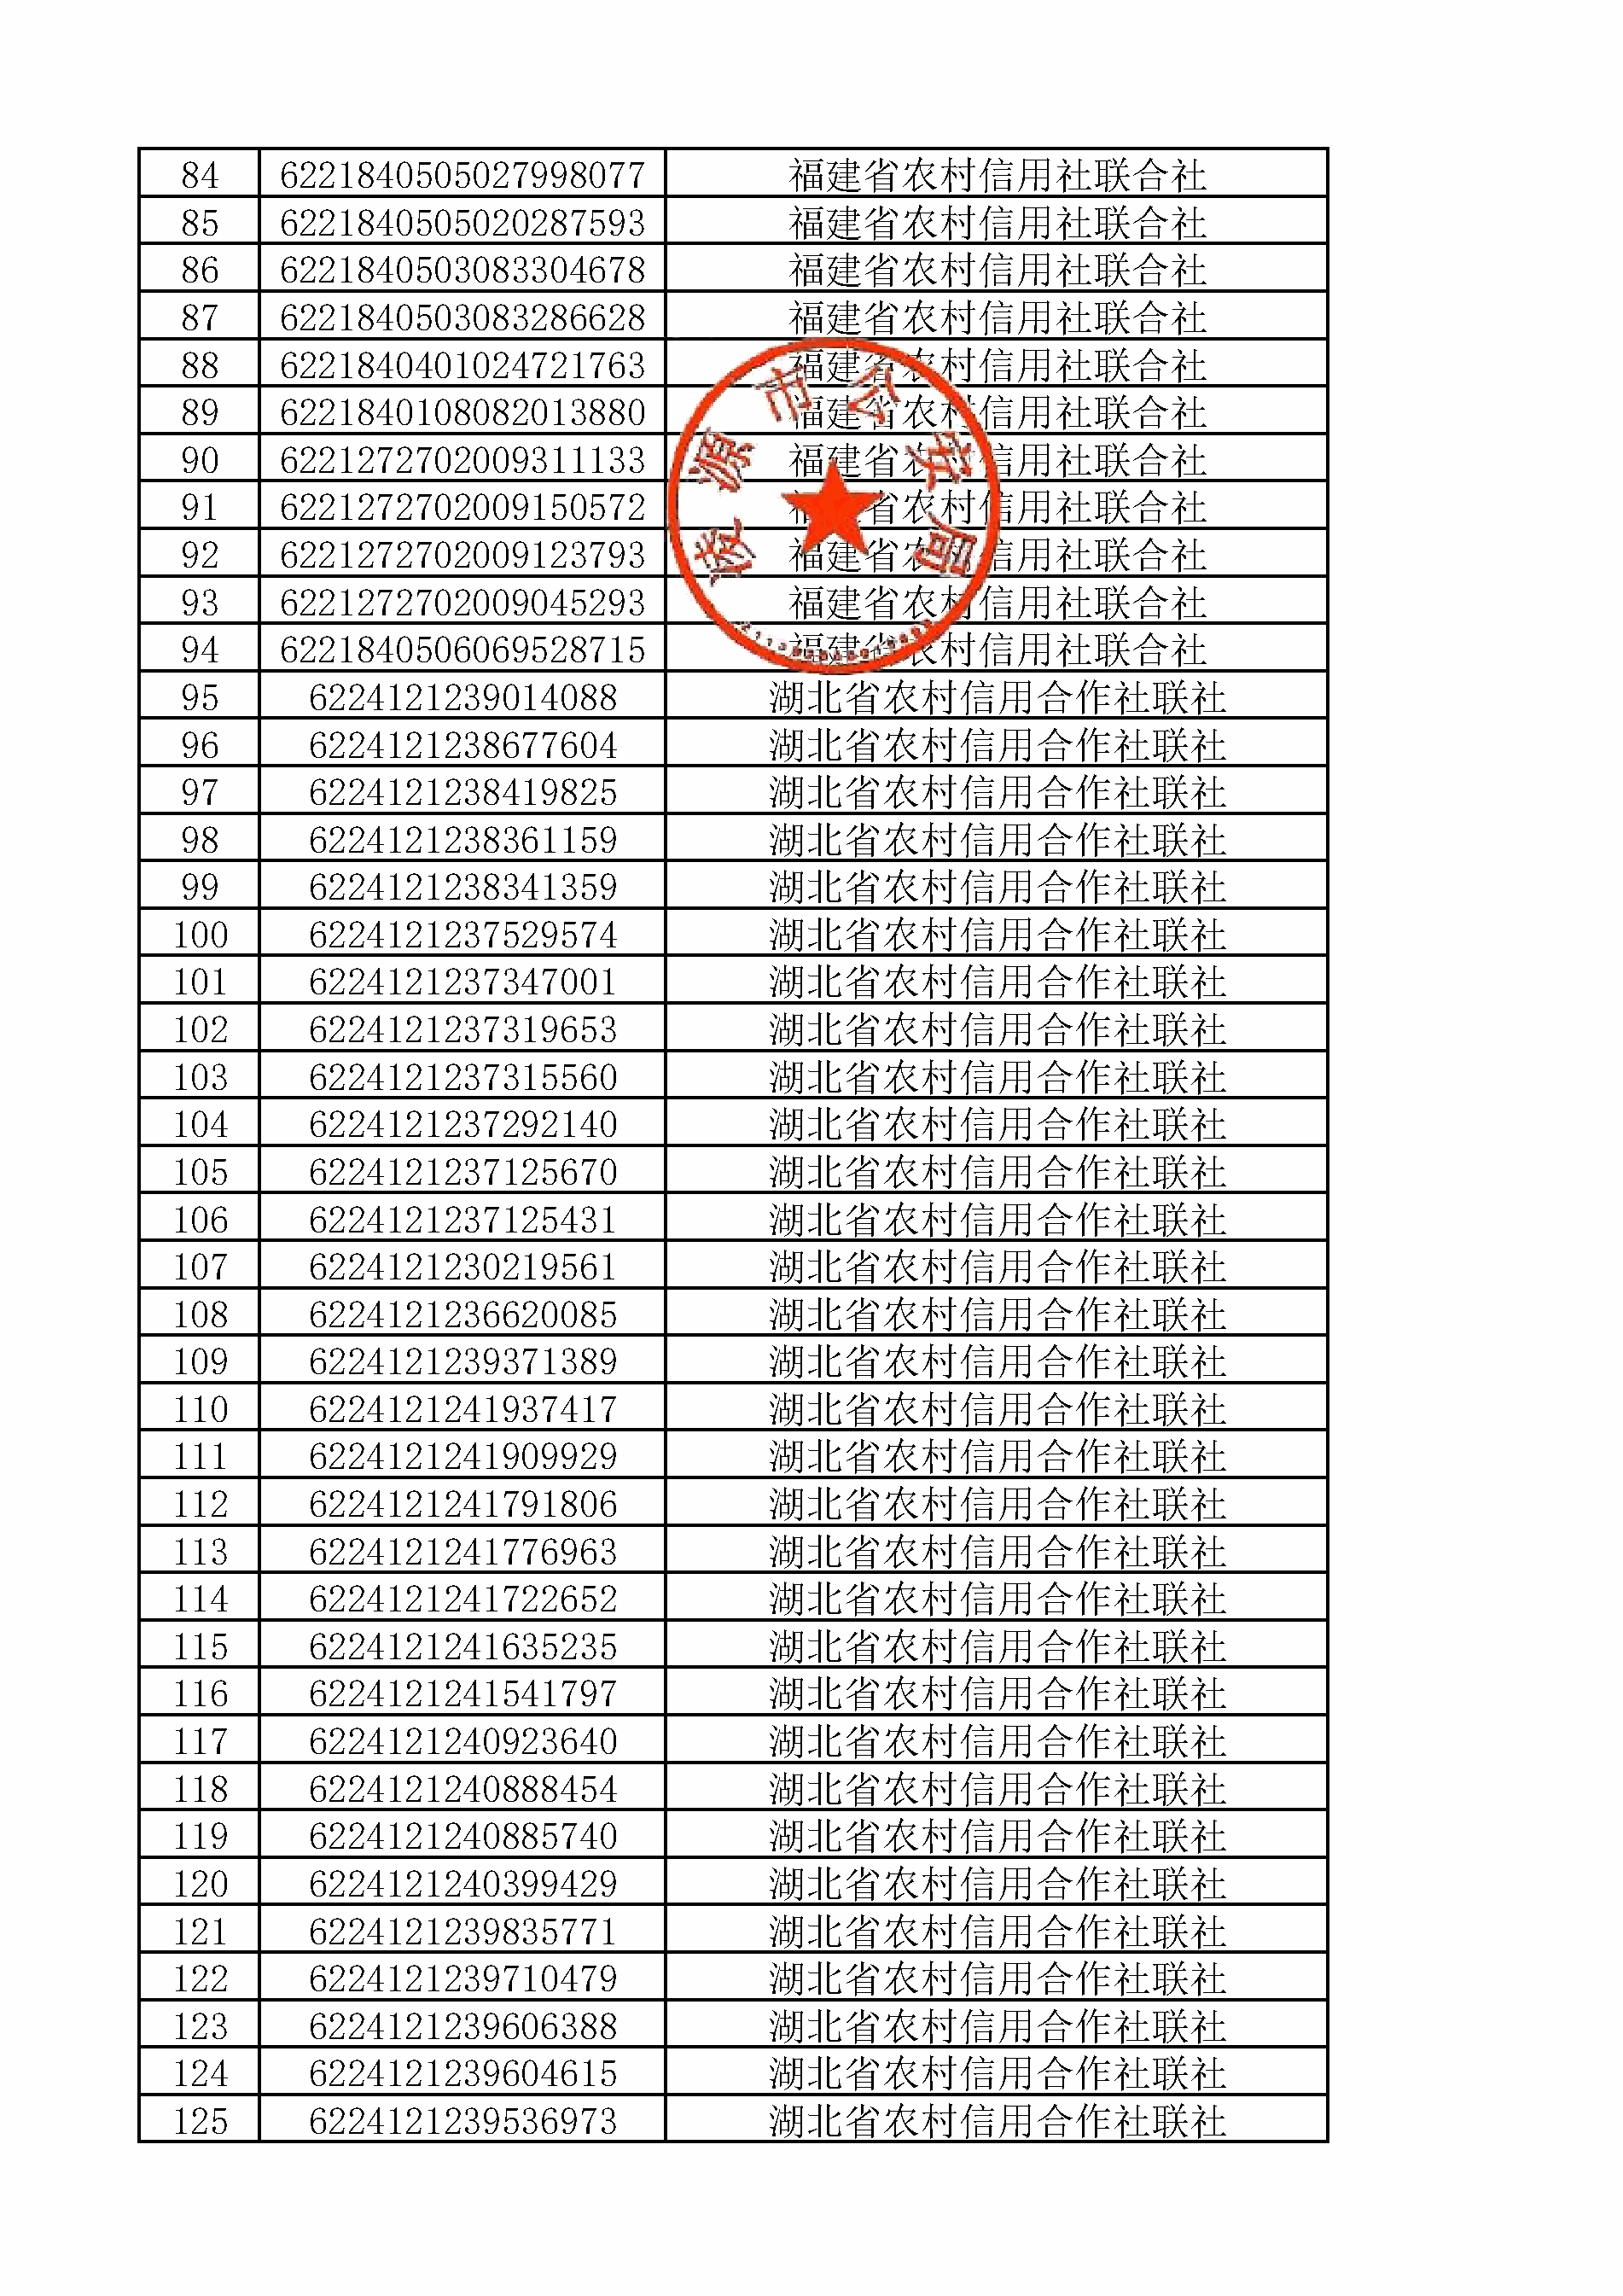 84 6221840505027998077 福建省农村信用社联合社
85 6221840505020287593 福建省农村信用社联合社
86 6221840503083304678 福建省农村信用社联合社
87 6221840503083286628 福建省农村信用社联合社
88 6221840401024721763 福建省农村信用社联合社
89 6221840108082013880 福建省农村信用社联合社
90 6221272702009311133 福建省农村信用社联合社
91 6221272702009150572 福建省农村信用社联合社
92 6221272702009123793 福建省农村信用社联合社
93 6221272702009045293 福建省农村信用社联合社
94 6221840506069528715 福建省农村信用社联合社
凌源市公安局
95 6224121239014088 湖北省农村信用合作社联社
96 6224121238677604 湖北省农村信用合作社联社
97 6224121238419825 湖北省农村信用合作社联社
98 6224121238361159 湖北省农村信用合作社联社
99 6224121238341359 湖北省农村信用合作社联社
100 6224121237529574 湖北省农村信用合作社联社
101 6224121237347001 湖北省农村信用合作社联社
102 6224121237319653 湖北省农村信用合作社联社
103 6224121237315560 湖北省农村信用合作社联社
104 6224121237292140 湖北省农村信用合作社联社
105 6224121237125670 湖北省农村信用合作社联社
106 6224121237125431 湖北省农村信用合作社联社
107 6224121230219561 湖北省农村信用合作社联社
108 6224121236620085 湖北省农村信用合作社联社
109 6224121239371389 湖北省农村信用合作社联社
110 6224121241937417 湖北省农村信用合作社联社
111 6224121241909929 湖北省农村信用合作社联社
112 6224121241791806 湖北省农村信用合作社联社
113 6224121241776963 湖北省农村信用合作社联社
114 6224121241722652 湖北省农村信用合作社联社
115 6224121241635235 湖北省农村信用合作社联社
116 6224121241541797 湖北省农村信用合作社联社
117 6224121240923640 湖北省农村信用合作社联社
118 6224121240888454 湖北省农村信用合作社联社
119 6224121240885740 湖北省农村信用合作社联社
120 6224121240399429 湖北省农村信用合作社联社
121 6224121239835771 湖北省农村信用合作社联社
122 6224121239710479 湖北省农村信用合作社联社
123 6224121239606388 湖北省农村信用合作社联社
124 6224121239604615 湖北省农村信用合作社联社
125 6224121239536973 湖北省农村信用合作社联社